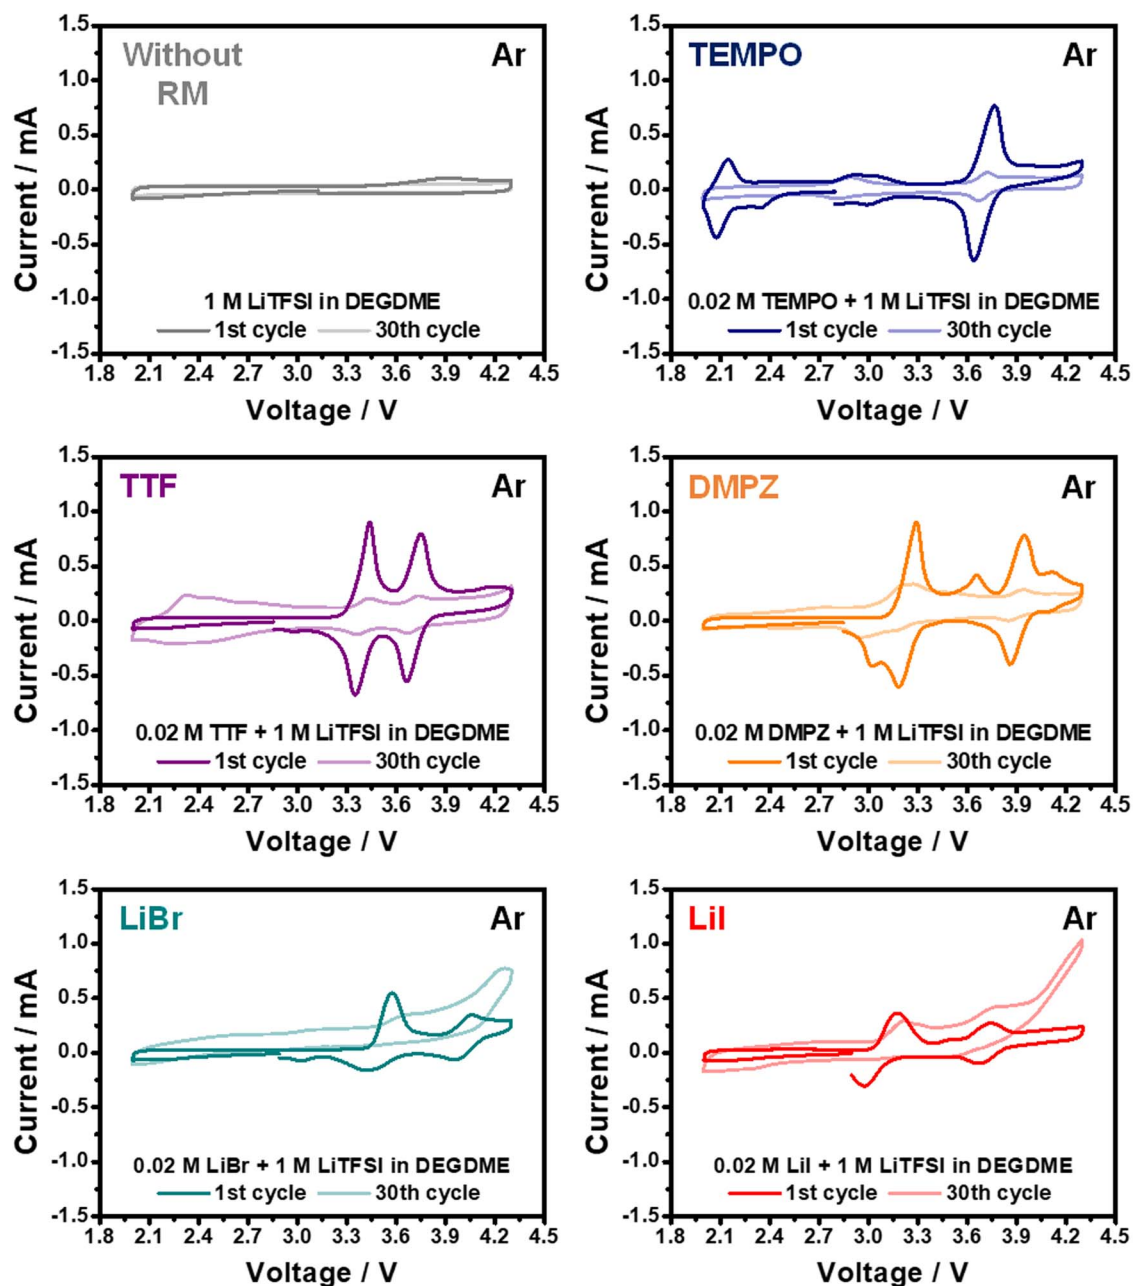 Without
RM
Ar
Current / mA
1.5
1.0
0.5
0.0
-0.5
-1.0
-1.5
1 M LiTFSI in DEGDME
1st cycle 30th cycle
1.8 2.1 2.4 2.7 3.0 3.3 3.6 3.9 4.2 4.5
Voltage / V
TEMPO
Ar
Current / mA
1.5
1.0
0.5
0.0
-0.5
-1.0
-1.5
0.02 M TEMPO + 1 M LiTFSI in DEGDME
1st cycle 30th cycle
1.8 2.1 2.4 2.7 3.0 3.3 3.6 3.9 4.2 4.5
Voltage / V
TTF
Ar
Current / mA
1.5
1.0
0.5
0.0
-0.5
-1.0
-1.5
0.02 M TTF + 1 M LiTFSI in DEGDME
1st cycle 30th cycle
1.8 2.1 2.4 2.7 3.0 3.3 3.6 3.9 4.2 4.5
Voltage / V
DMPZ
Ar
Current / mA
1.5
1.0
0.5
0.0
-0.5
-1.0
-1.5
0.02 M DMPZ + 1 M LiTFSI in DEGDME
1st cycle 30th cycle
1.8 2.1 2.4 2.7 3.0 3.3 3.6 3.9 4.2 4.5
Voltage / V
LiBr
Ar
Current / mA
1.5
1.0
0.5
0.0
-0.5
-1.0
-1.5
0.02 M LiBr + 1 M LiTFSI in DEGDME
1st cycle 30th cycle
1.8 2.1 2.4 2.7 3.0 3.3 3.6 3.9 4.2 4.5
Voltage / V
LiI
Ar
Current / mA
1.5
1.0
0.5
0.0
-0.5
-1.0
-1.5
0.02 M LiI + 1 M LiTFSI in DEGDME
1st cycle 30th cycle
1.8 2.1 2.4 2.7 3.0 3.3 3.6 3.9 4.2 4.5
Voltage / V